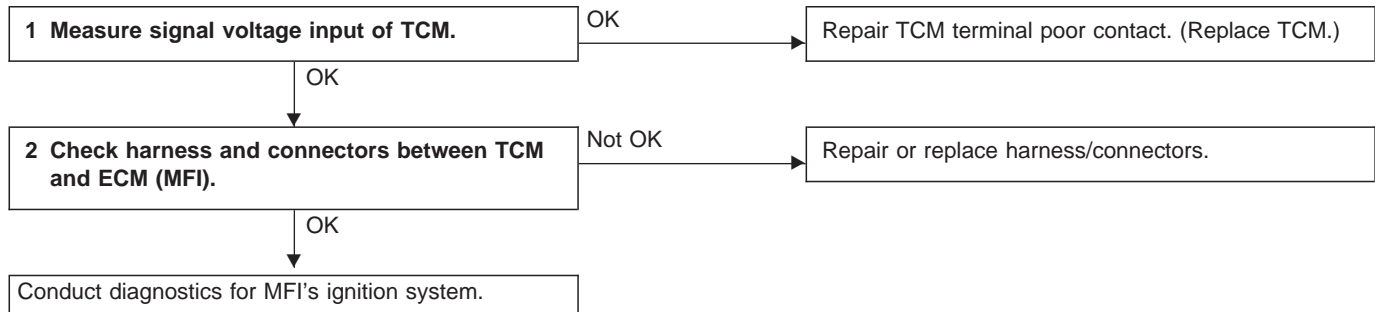 1 Measure signal voltage input of TCM.
OK
Repair TCM terminal poor contact. (Replace TCM.)
OK
2 Check harness and connectors between TCM
and ECM (MFI).
Not OK
Repair or replace harness/connectors.
OK
Conduct diagnostics for MFI's ignition system.